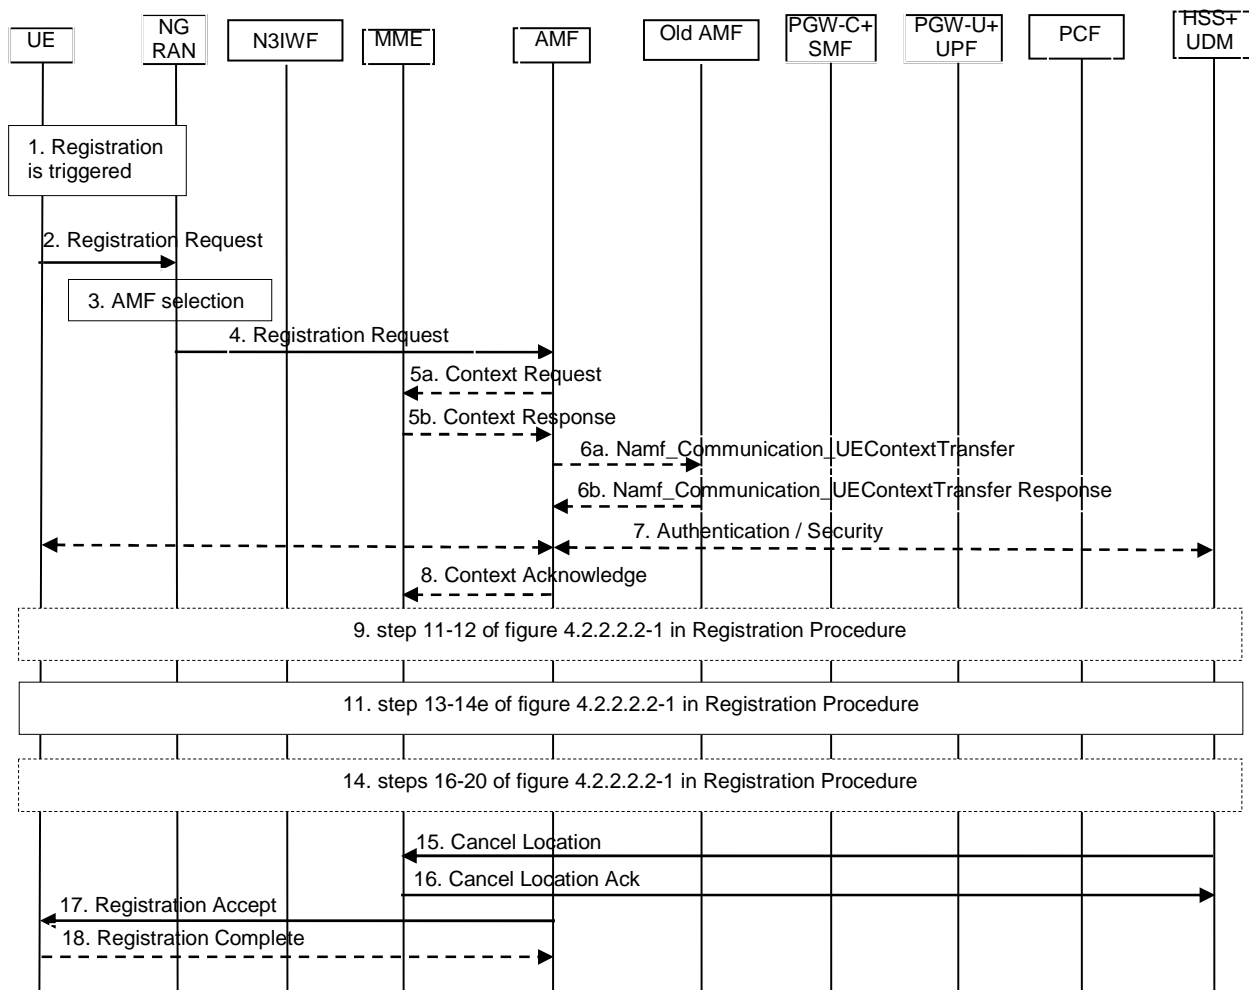 UE
NG
RAN
N3IWF
MME
AMF
Old AMF
PGW-C+
SMF
PGW-U+
UPF
PCF
HSS+
UDM
1. Registration
is triggered
2. Registration Request
3. AMF selection
4. Registration Request
5a. Context Request
5b. Context Response
6a. Namf_Communication_UEContextTransfer
6b. Namf_Communication_UEContextTransfer Response
7. Authentication / Security
8. Context Acknowledge
9. step 11-12 of figure 4.2.2.2.2-1 in Registration Procedure
11. step 13-14e of figure 4.2.2.2.2-1 in Registration Procedure
14. steps 16-20 of figure 4.2.2.2.2-1 in Registration Procedure
15. Cancel Location
16. Cancel Location Ack
17. Registration Accept
18. Registration Complete